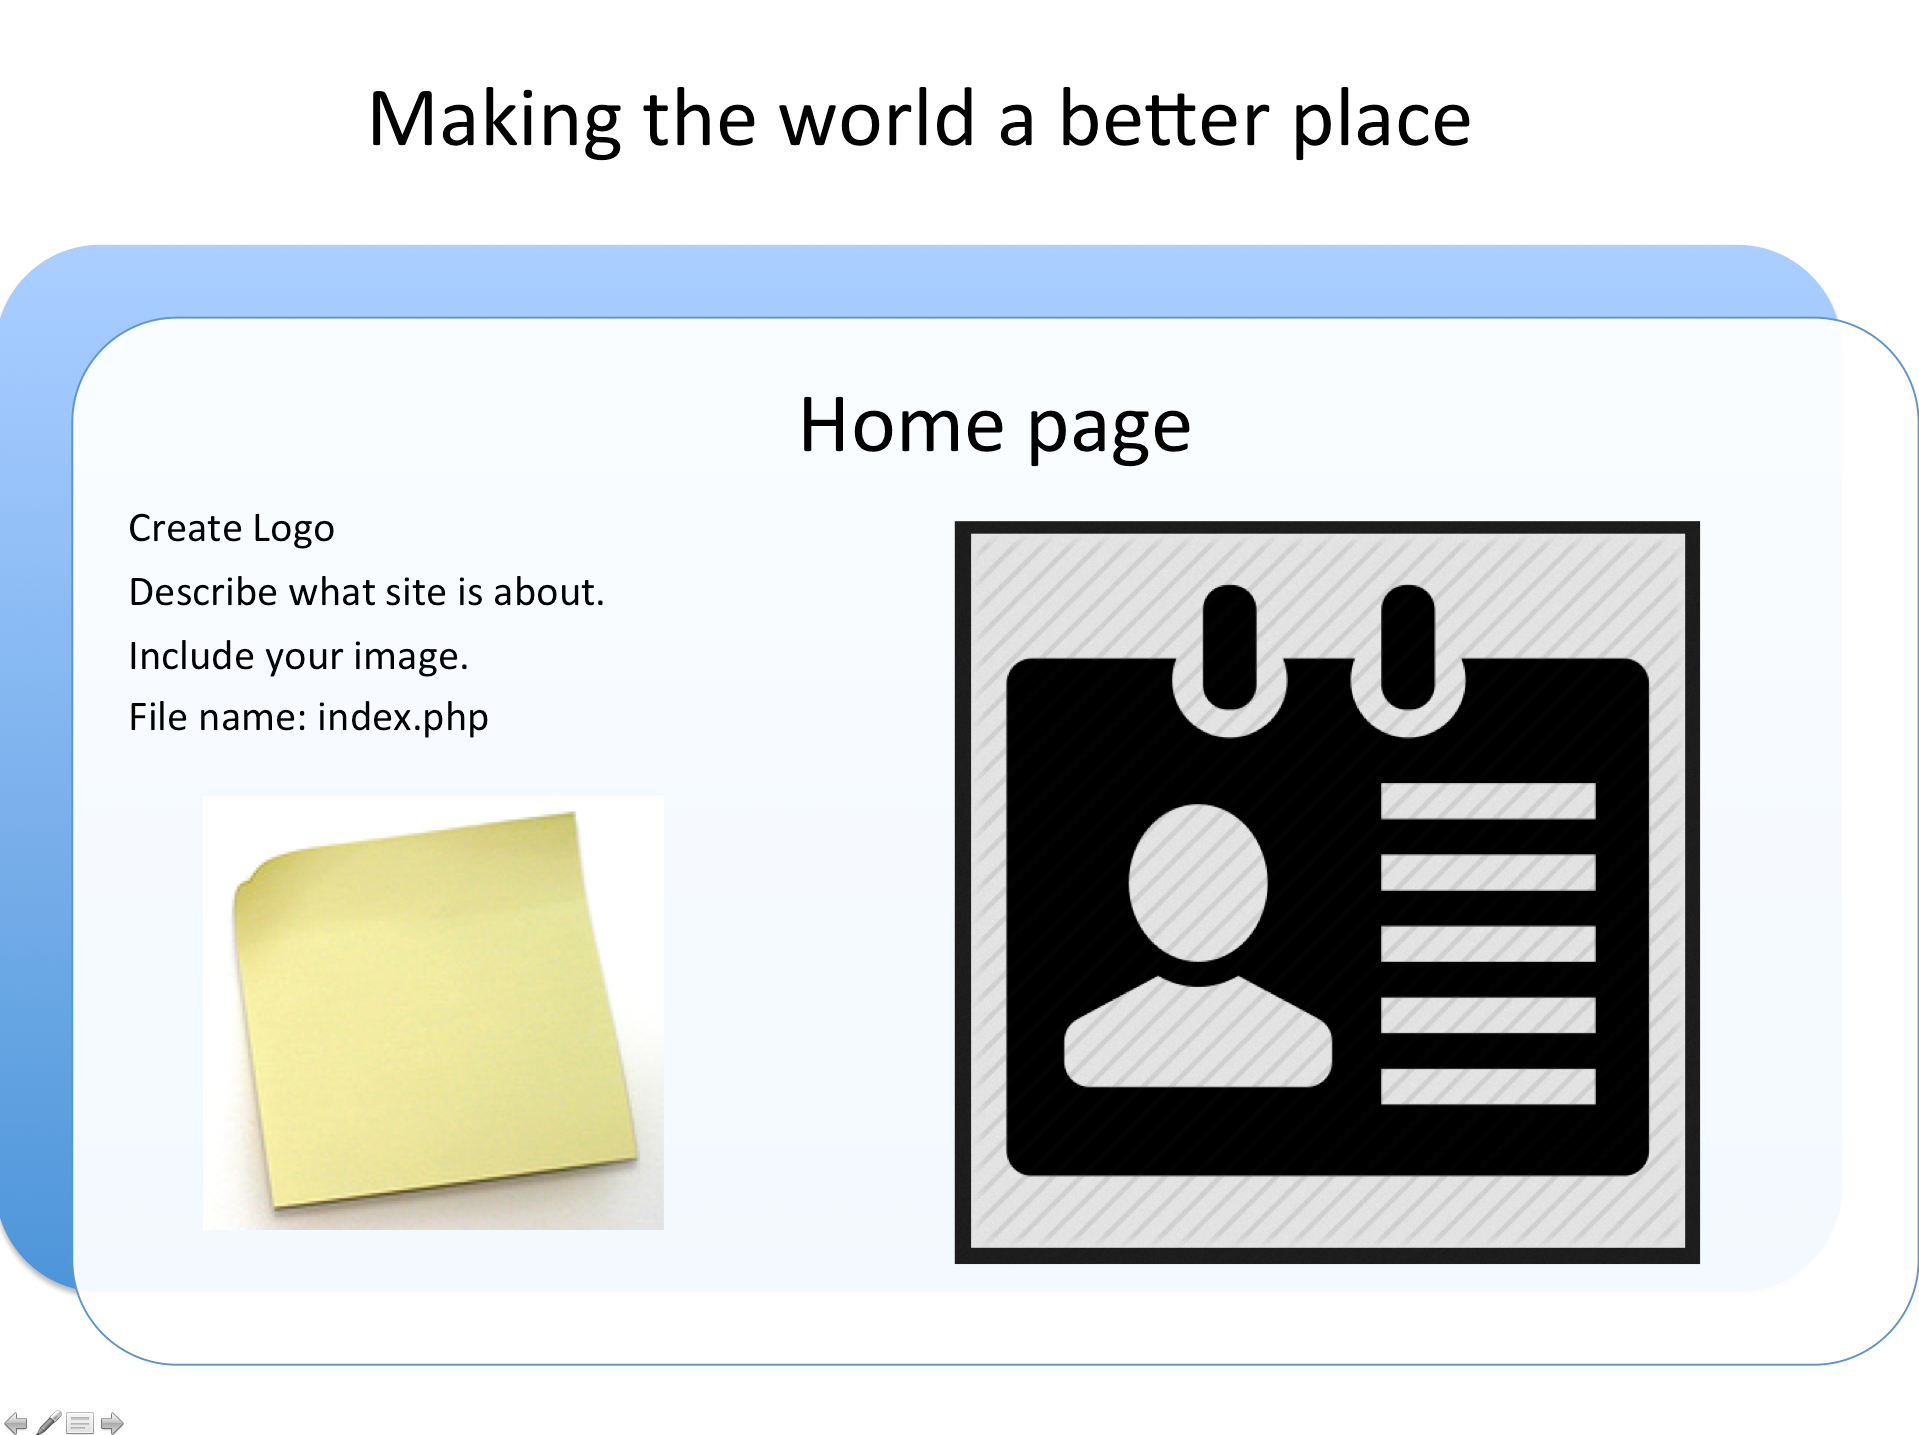 Making the world a better place
Home page
Create Logo
Describe what site is about.
Include your image.
File name: index.php